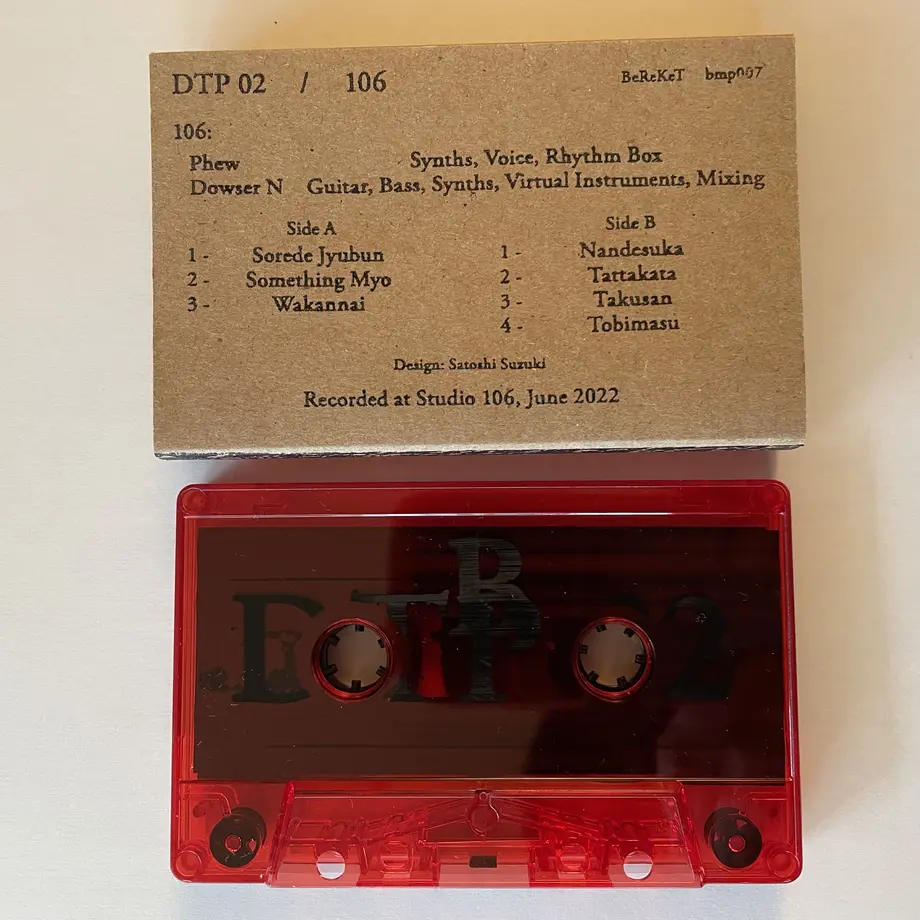 DTP 02 / 106 BeReKeT bmp007
106:
Phew Synths, Voice, Rhythm Box
Dowser N Guitar, Bass, Synths, Virtual Instruments, Mixing
Side A Side B
1 - Sorede Jyubun 1 - Nandesuka
2 - Something Myo 2 - Tattakata
3 - Wakannai 3 - Takusan
4 - Tobimasu
Design: Satoshi Suzuki
Recorded at Studio 106, June 2022
B
DTP 02